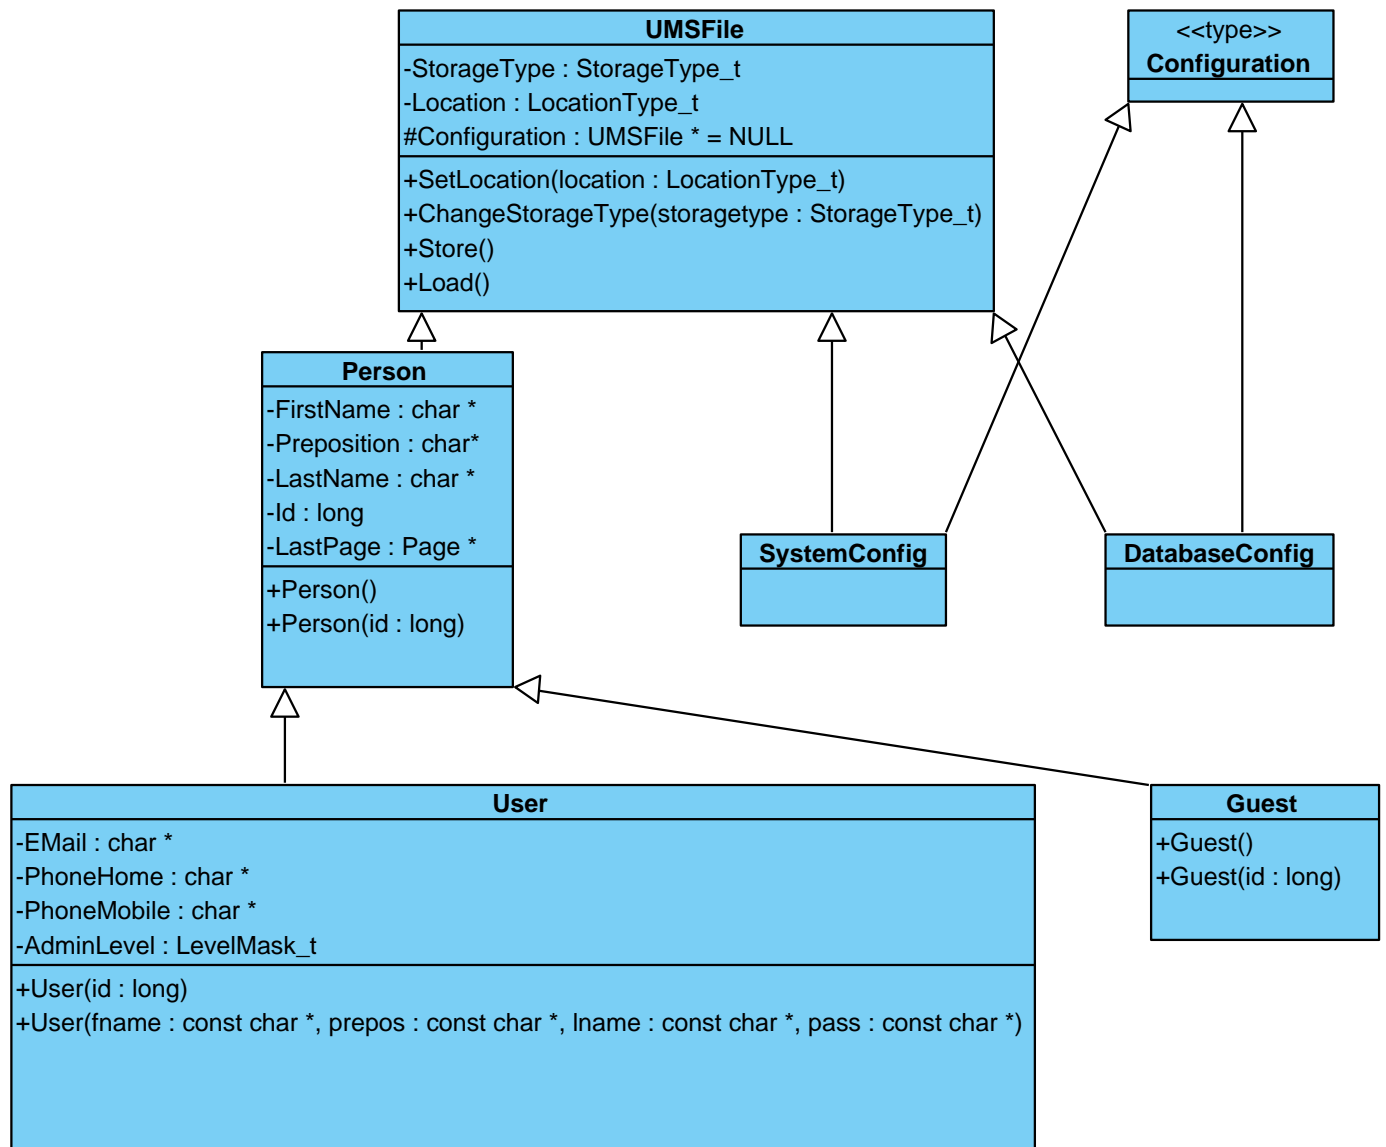 UMSFile
-StorageType : StorageType_t
-Location : LocationType_t
#Configuration : UMSFile * = NULL
+SetLocation(location : LocationType_t)
+ChangeStorageType(storagetype : StorageType_t)
+Store()
+Load()
<<type>>
Configuration
Person
-FirstName : char *
-Preposition : char*
-LastName : char *
-Id : long
-LastPage : Page *
+Person()
+Person(id : long)
SystemConfig
DatabaseConfig
User
-EMail : char *
-PhoneHome : char *
-PhoneMobile : char *
-AdminLevel : LevelMask_t
+User(id : long)
+User(fname : const char *, prepos : const char *, lname : const char *, pass : const char *)
Guest
+Guest()
+Guest(id : long)